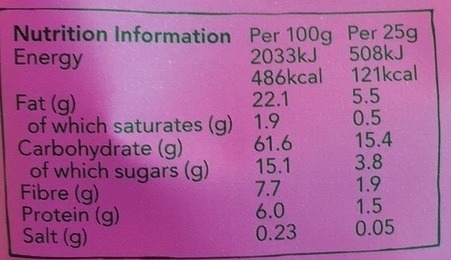 Nutrition Information Per 100g Per 25g
Energy 2033kJ 508kJ
486kcal 121kcal
Fat (g) 22.1 5.5
of which saturates (g) 1.9 0.5
Carbohydrate (g) 61.6 15.4
of which sugars (g) 15.1 3.8
Fibre (g) 7.7 1.9
Protein (g) 6.0 1.5
Salt (g) 0.23 0.05